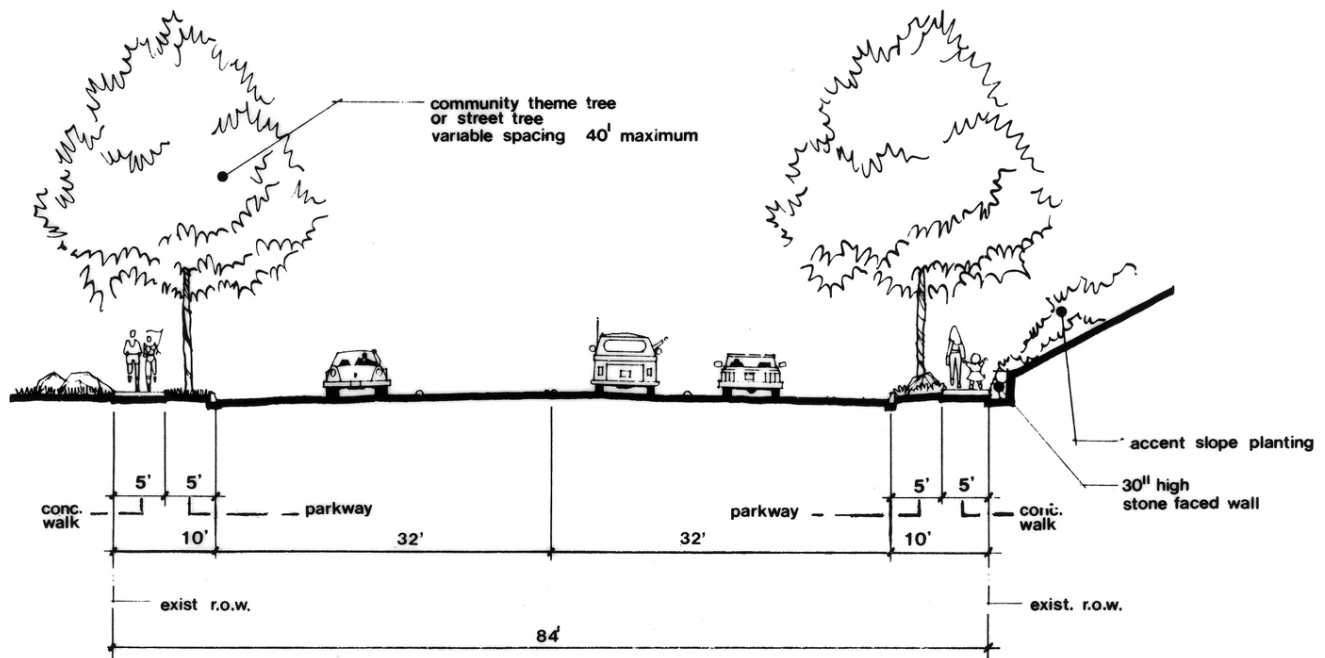 community theme tree
or street tree
variable spacing 40' maximum
accent slope planting
30" high
stone faced wall
5'
5'
5'
5'
conc.
walk
parkway
parkway
conc.
walk
10'
32'
32'
10'
exist r.o.w.
exist. r.o.w.
84'